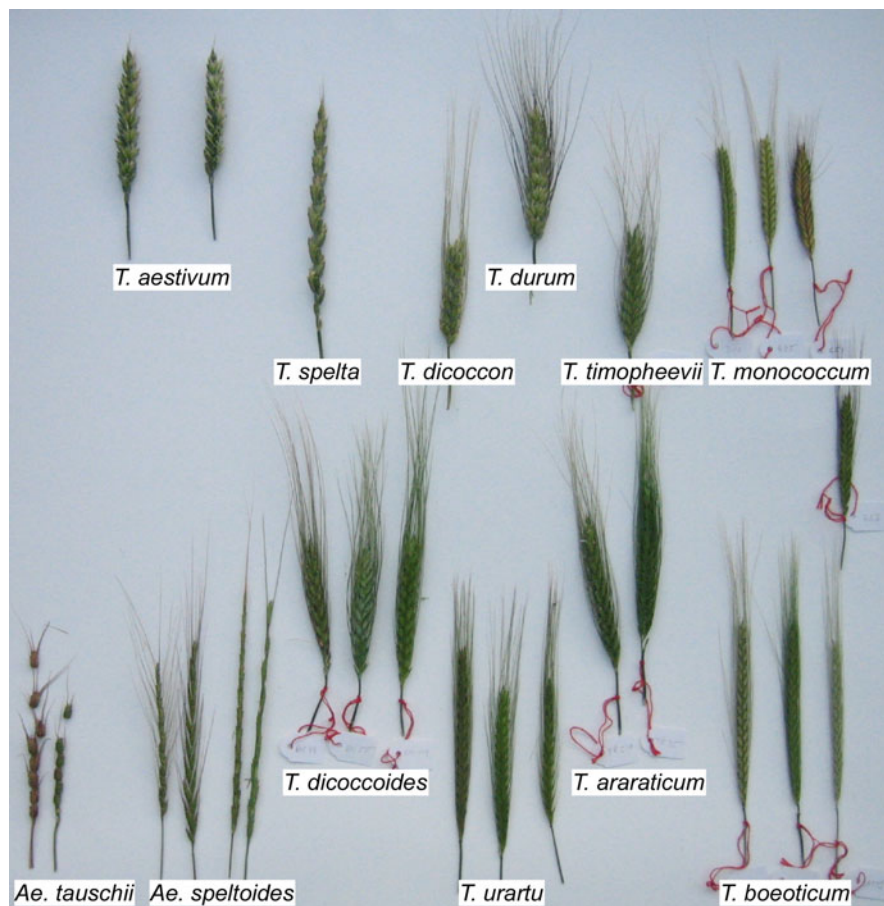 T. aestivum
T. spelta
T. dicoccon
T. durum
T. timopheevii
T. monococcum
T. dicoccoides
T. araraticum
Ae. tauschii
Ae. speltoides
T. urartu
T. boeoticum